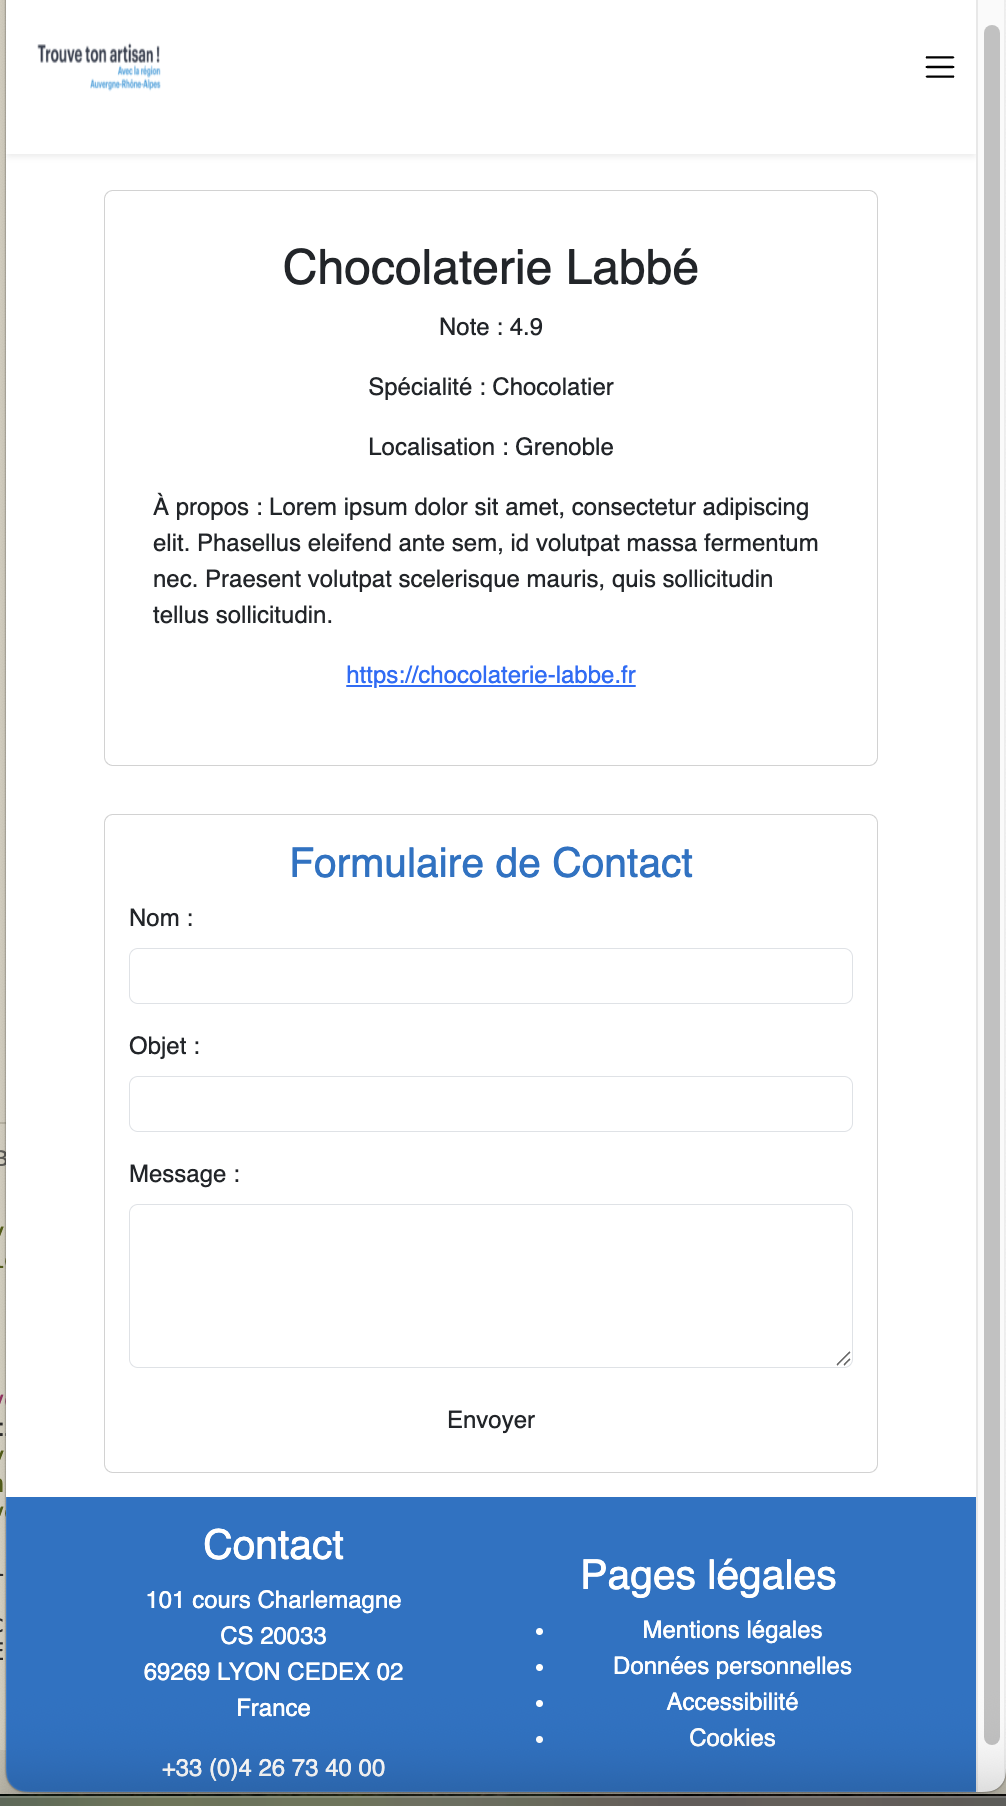 Trouve ton artisan !
Avec la région
Auvergne-Rhône-Alpes
Chocolaterie Labbé
Note : 4.9
Spécialité : Chocolatier
Localisation : Grenoble
À propos : Lorem ipsum dolor sit amet, consectetur adipiscing
elit. Phasellus eleifend ante sem, id volutpat massa fermentum
nec. Praesent volutpat scelerisque mauris, quis sollicitudin
tellus sollicitudin.
https://chocolaterie-labbe.fr
Formulaire de Contact
Nom :
Objet :
Message :
Envoyer
Contact
101 cours Charlemagne
CS 20033
69269 LYON CEDEX 02
France
+33 (0)4 26 73 40 00
Pages légales
• Mentions légales
• Données personnelles
• Accessibilité
• Cookies